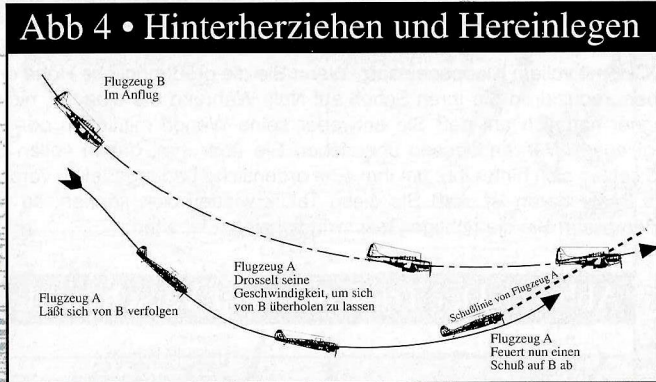 Abb 4 • Hinterherziehen und Hereinlegen
Flugzeug B
Im Anflug
Flugzeug A
Läßt sich von B verfolgen
Flugzeug A
Drosselt seine
Geschwindigkeit, um sich
von B überholen zu lassen
Schußlinie von Flugzeug A
Flugzeug A
Feuert nun einen
Schuß auf B ab